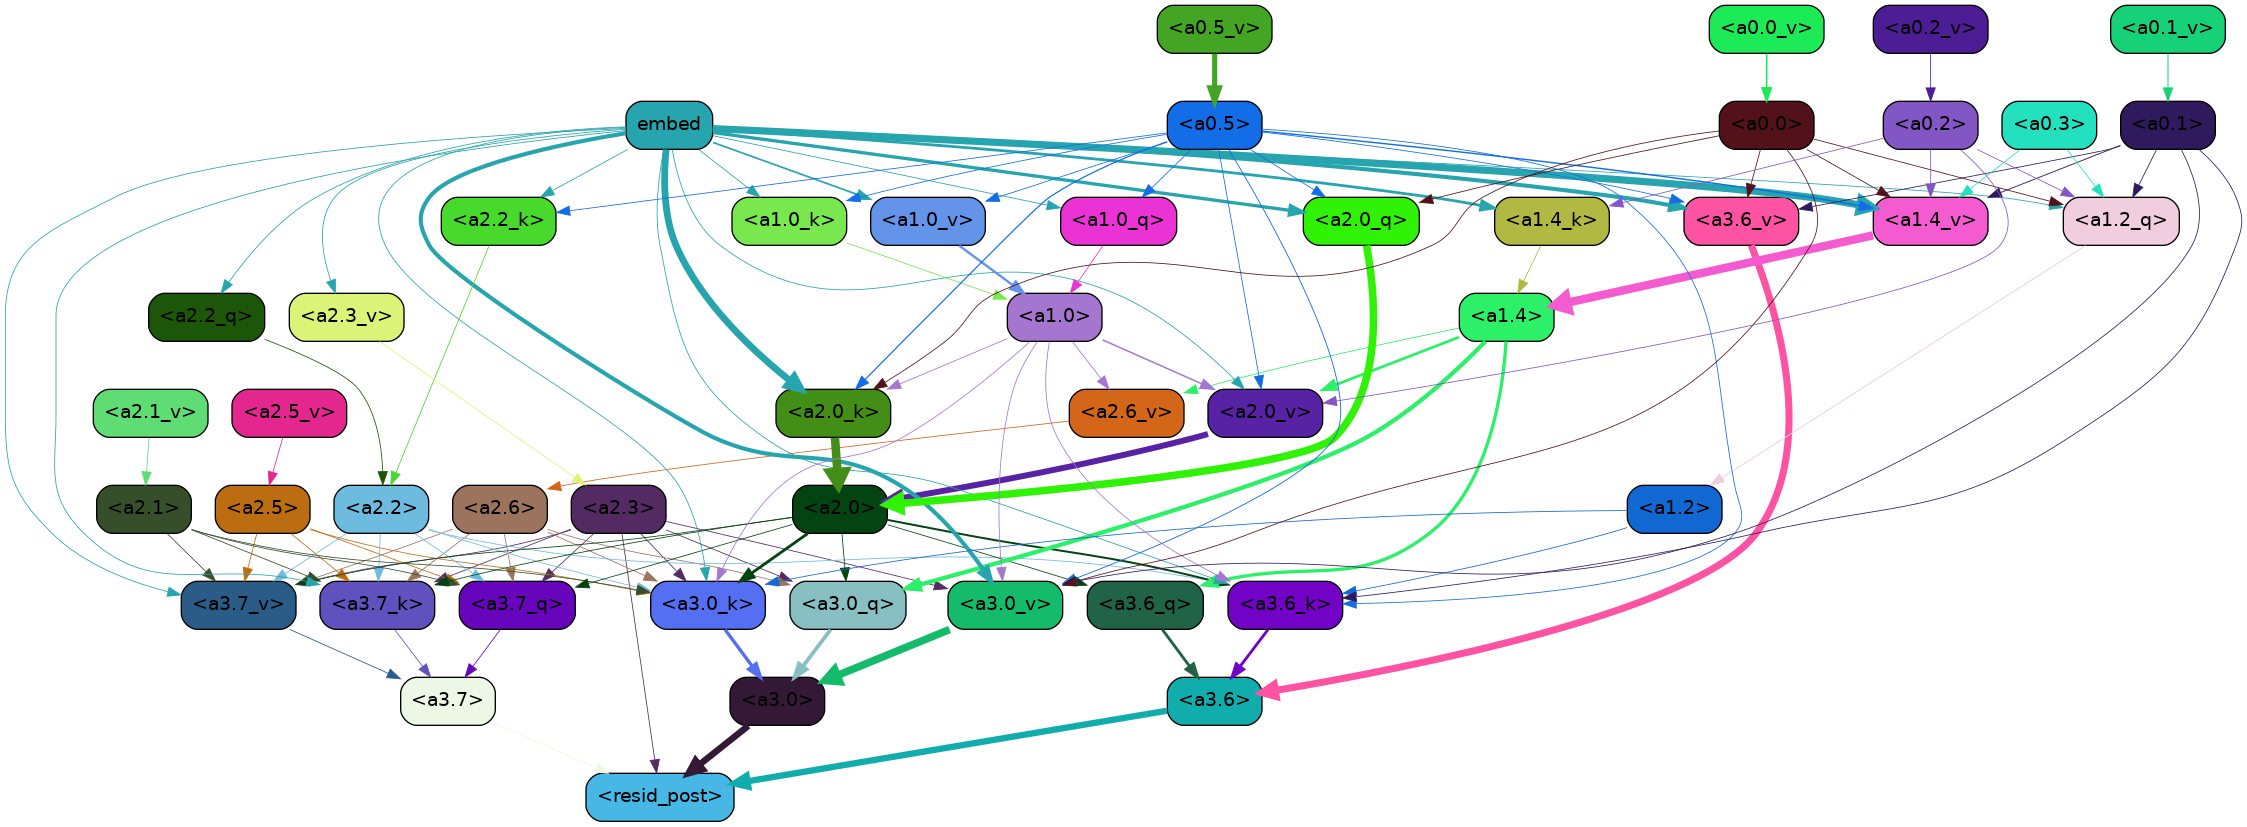 <a0.5_v>
<a0.0_v>
<a0.2_v>
<a0.1_v>
embed
<a0.5>
<a0.0>
<a0.2>
<a0.3>
<a0.1>
<a2.2_k>
<a1.0_k>
<a1.0_v>
<a1.0_q>
<a2.0_q>
<a1.4_k>
<a3.6_v>
<a1.4_v>
<a1.2_q>
<a2.2_q>
<a2.3_v>
<a1.0>
<a1.4>
<a2.1_v>
<a2.5_v>
<a2.0_k>
<a2.6_v>
<a2.0_v>
<a2.1>
<a2.5>
<a2.2>
<a2.6>
<a2.3>
<a2.0>
<a1.2>
<a3.7_v>
<a3.7_k>
<a3.7_q>
<a3.0_k>
<a3.0_q>
<a3.0_v>
<a3.6_q>
<a3.6_k>
<a3.7>
<a3.0>
<a3.6>
<resid_post>